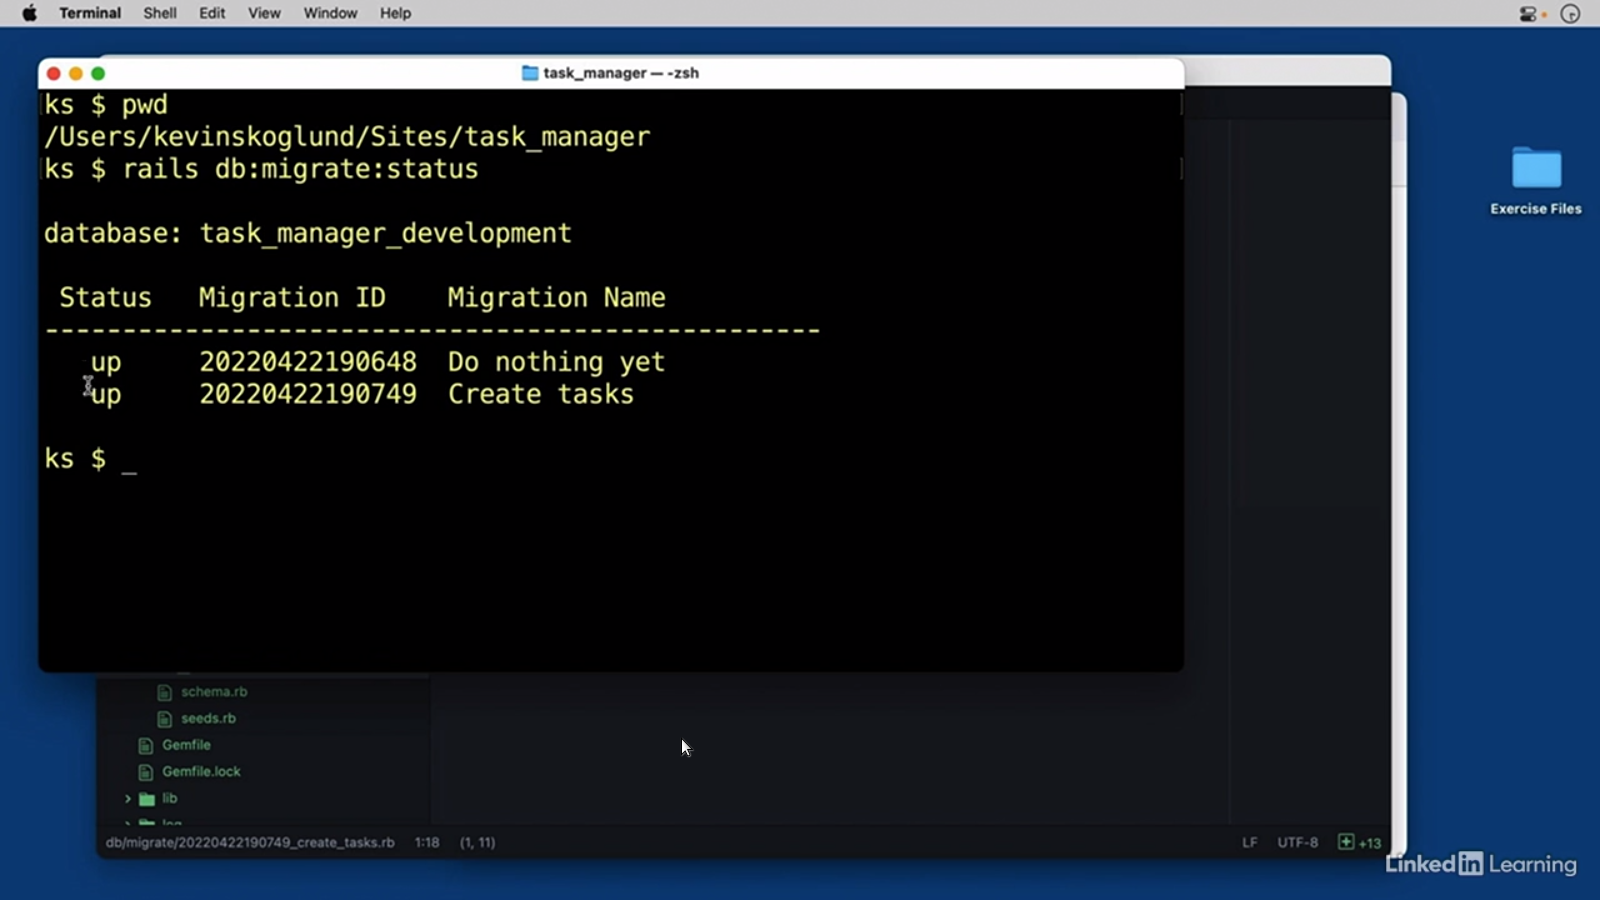 Terminal Shell Edit View Window Help
task_manager — -zsh
ks $ pwd
/Users/kevinskoglund/Sites/task_manager
ks $ rails db:migrate:status
database: task_manager_development
Status Migration ID Migration Name
-------------------------------------------------- 
up 20220422190648 Do nothing yet
up 20220422190749 Create tasks
ks $ _
Exercise Files
schema.rb
seeds.rb
Gemfile
Gemfile.lock
lib
log
db/migrate/20220422190749_create_tasks.rb 1:18 (1, 11) LF UTF-8 +13
LinkedIn Learning